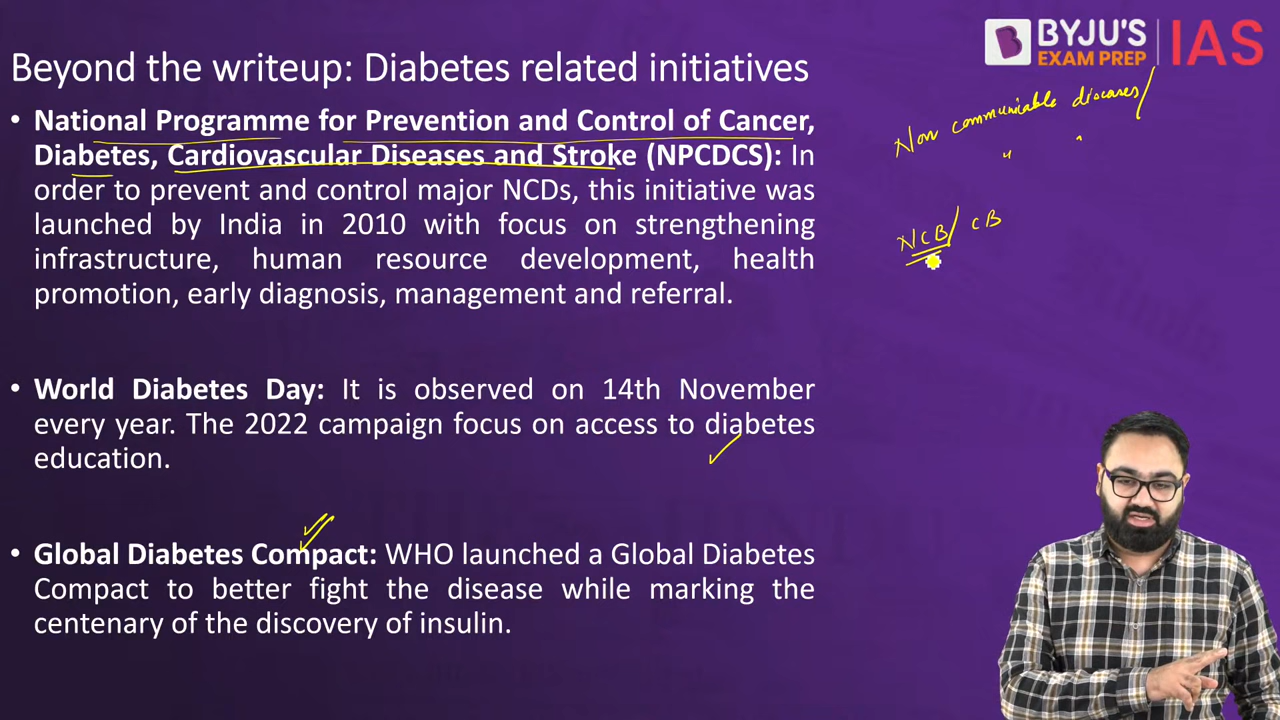 BYJU'S
EXAM PREP
IAS
Beyond the writeup: Diabetes related initiatives
• National Programme for Prevention and Control of Cancer,
Diabetes, Cardiovascular Diseases and Stroke (NPCDCS): In
order to prevent and control major NCDs, this initiative was
launched by India in 2010 with focus on strengthening
infrastructure, human resource development, health
promotion, early diagnosis, management and referral.
• World Diabetes Day: It is observed on 14th November
every year. The 2022 campaign focus on access to diabetes
education.
• Global Diabetes Compact: WHO launched a Global Diabetes
Compact to better fight the disease while marking the
centenary of the discovery of insulin.
Non diseases/
" "
NCB/ CB